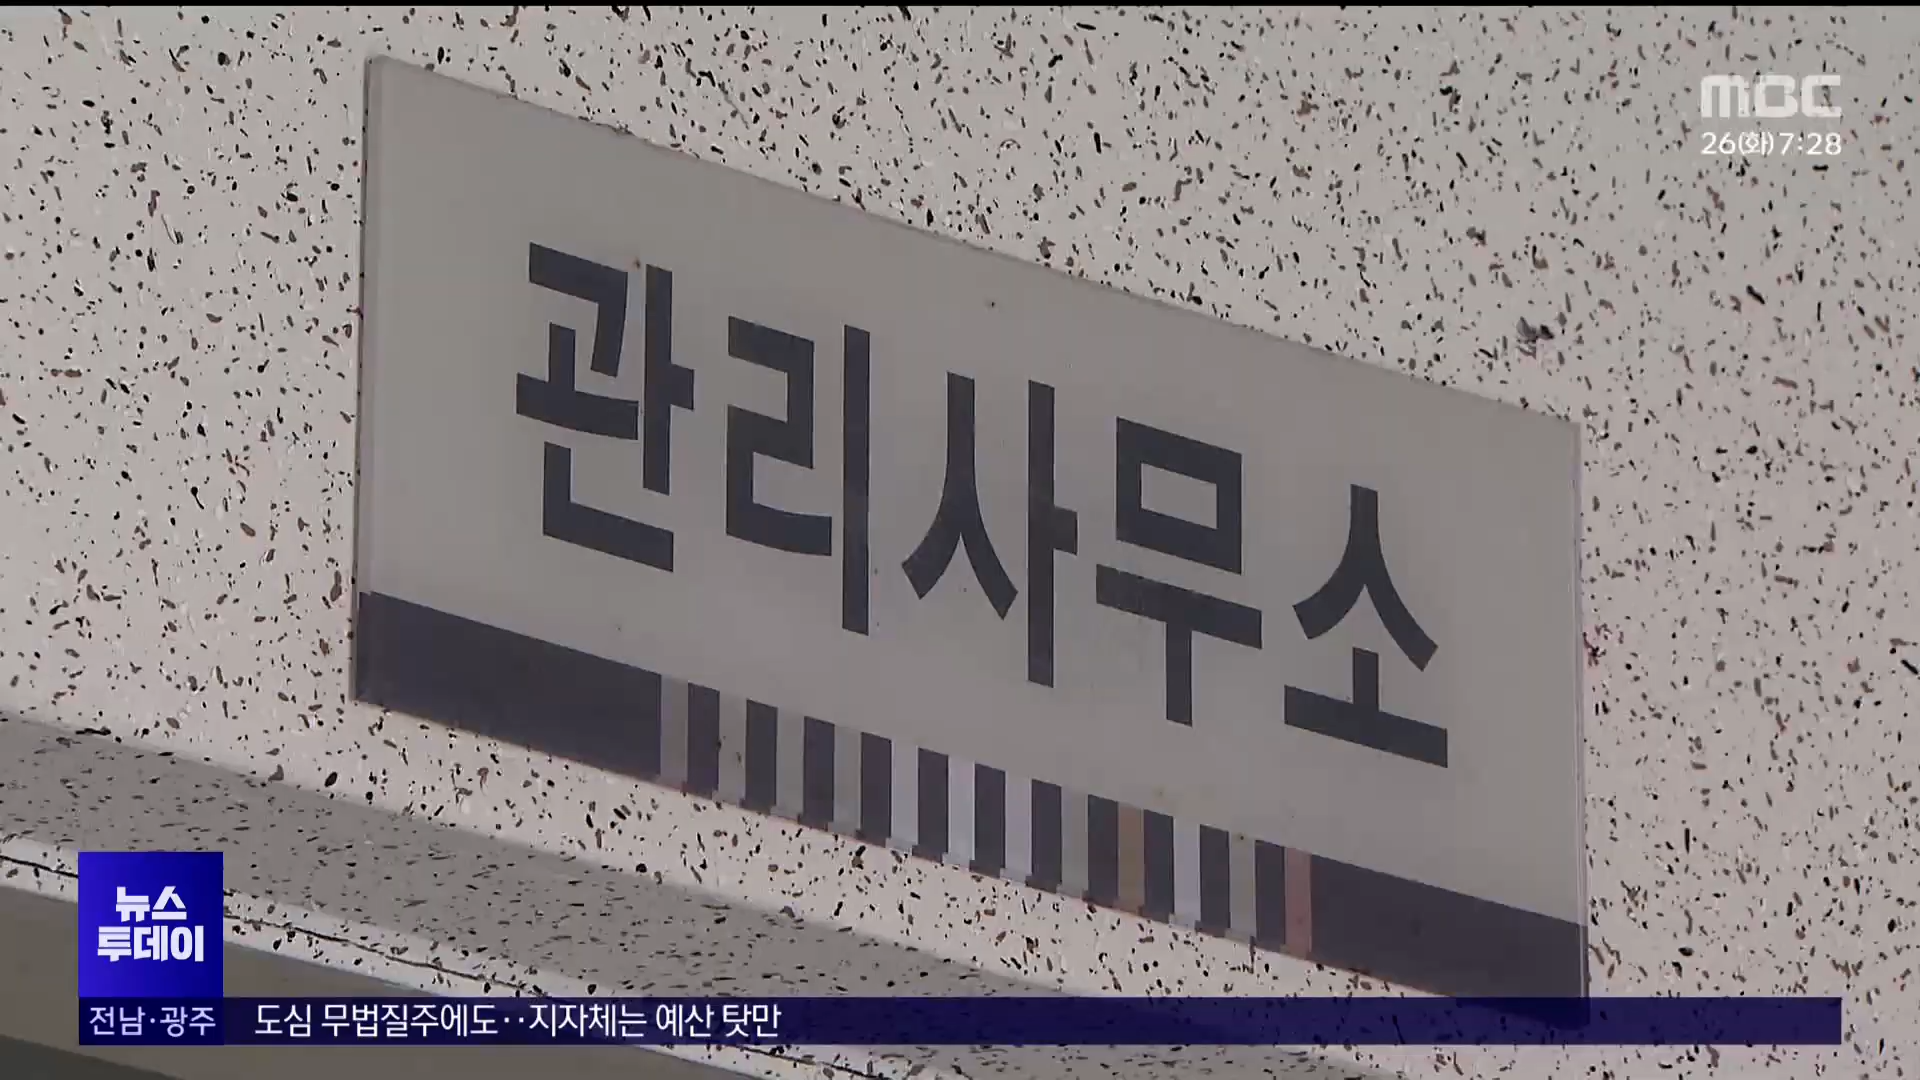 MBC
26(화)7:28
관리사무소
뉴스
투데이
전남·광주
도심 무법질주에도··지자체는 예산 탓만